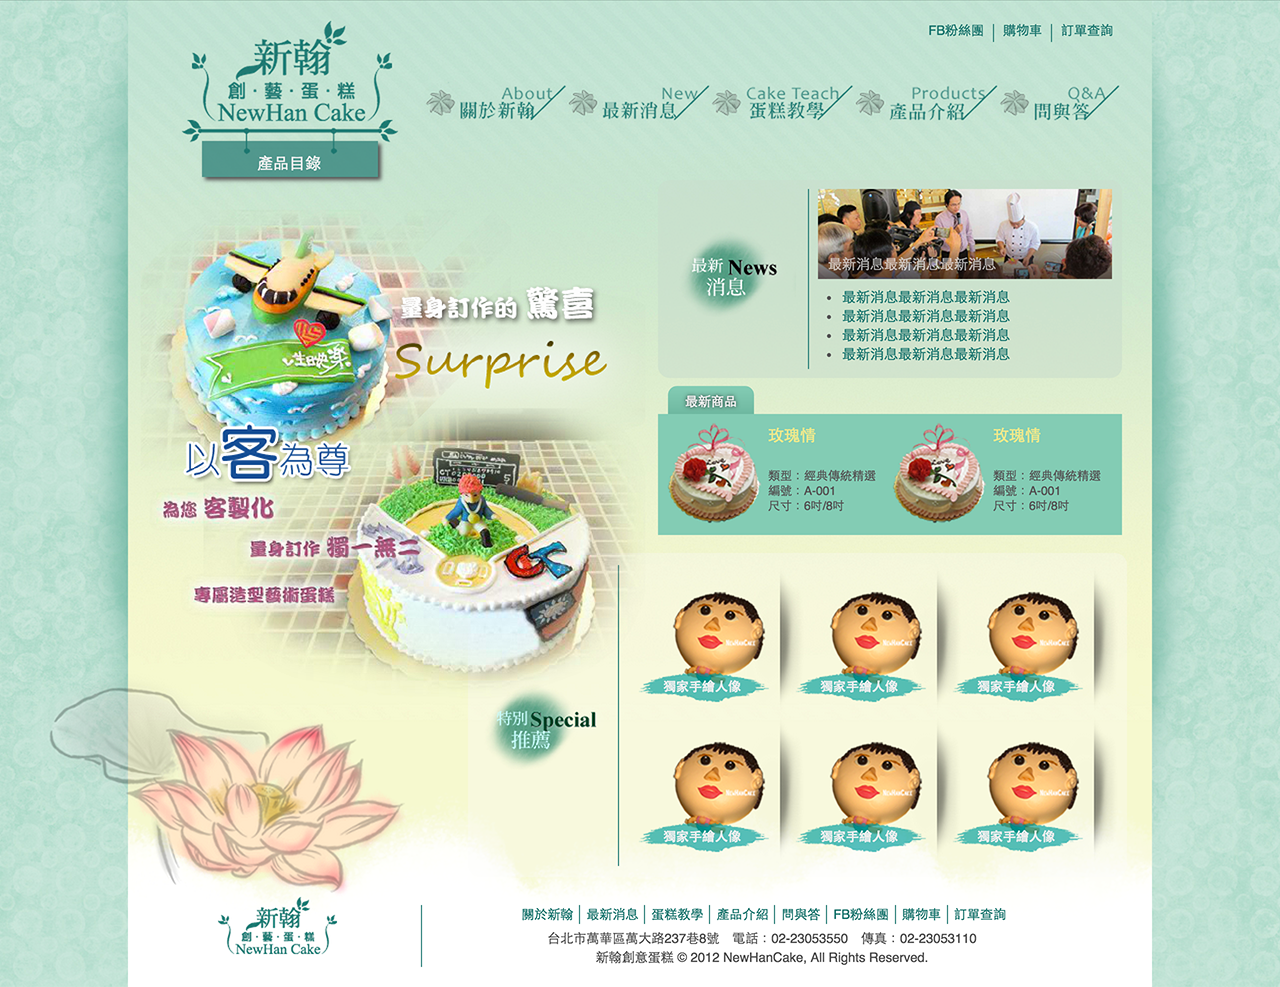 新翰
創·藝·蛋·糕
NewHan Cake
產品目錄
FB粉絲團
購物車
訂單查詢
About
關於新翰
New
最新消息
Cake Teach
蛋糕教學
Products
產品介紹
Q&A
問與答
最新 News
消息
最新消息最新消息最新消息
最新消息最新消息最新消息
最新消息最新消息最新消息
最新消息最新消息最新消息
最新消息最新消息最新消息
量身訂作的 驚喜
Surprise
以客為尊
為您 客製化
量身訂作 獨一無二
專屬造型藝術蛋糕
最新商品
玫瑰情
類型：經典傳統精選
編號：A-001
尺寸：6吋/8吋
玫瑰情
類型：經典傳統精選
編號：A-001
尺寸：6吋/8吋
特別 Special
推薦
NEWHANCAKE
獨家手繪人像
NEWHANCAKE
獨家手繪人像
NEWHANCAKE
獨家手繪人像
NEWHANCAKE
獨家手繪人像
NEWHANCAKE
獨家手繪人像
NEWHANCAKE
獨家手繪人像
新翰
創·藝·蛋·糕
NewHan Cake
關於新翰│最新消息│蛋糕教學│產品介紹│問與答│FB粉絲團│購物車│訂單查詢
台北市萬華區萬大路237巷8號 電話：02-23053550 傳真：02-23053110
新翰創意蛋糕 © 2012 NewHanCake, All Rights Reserved.